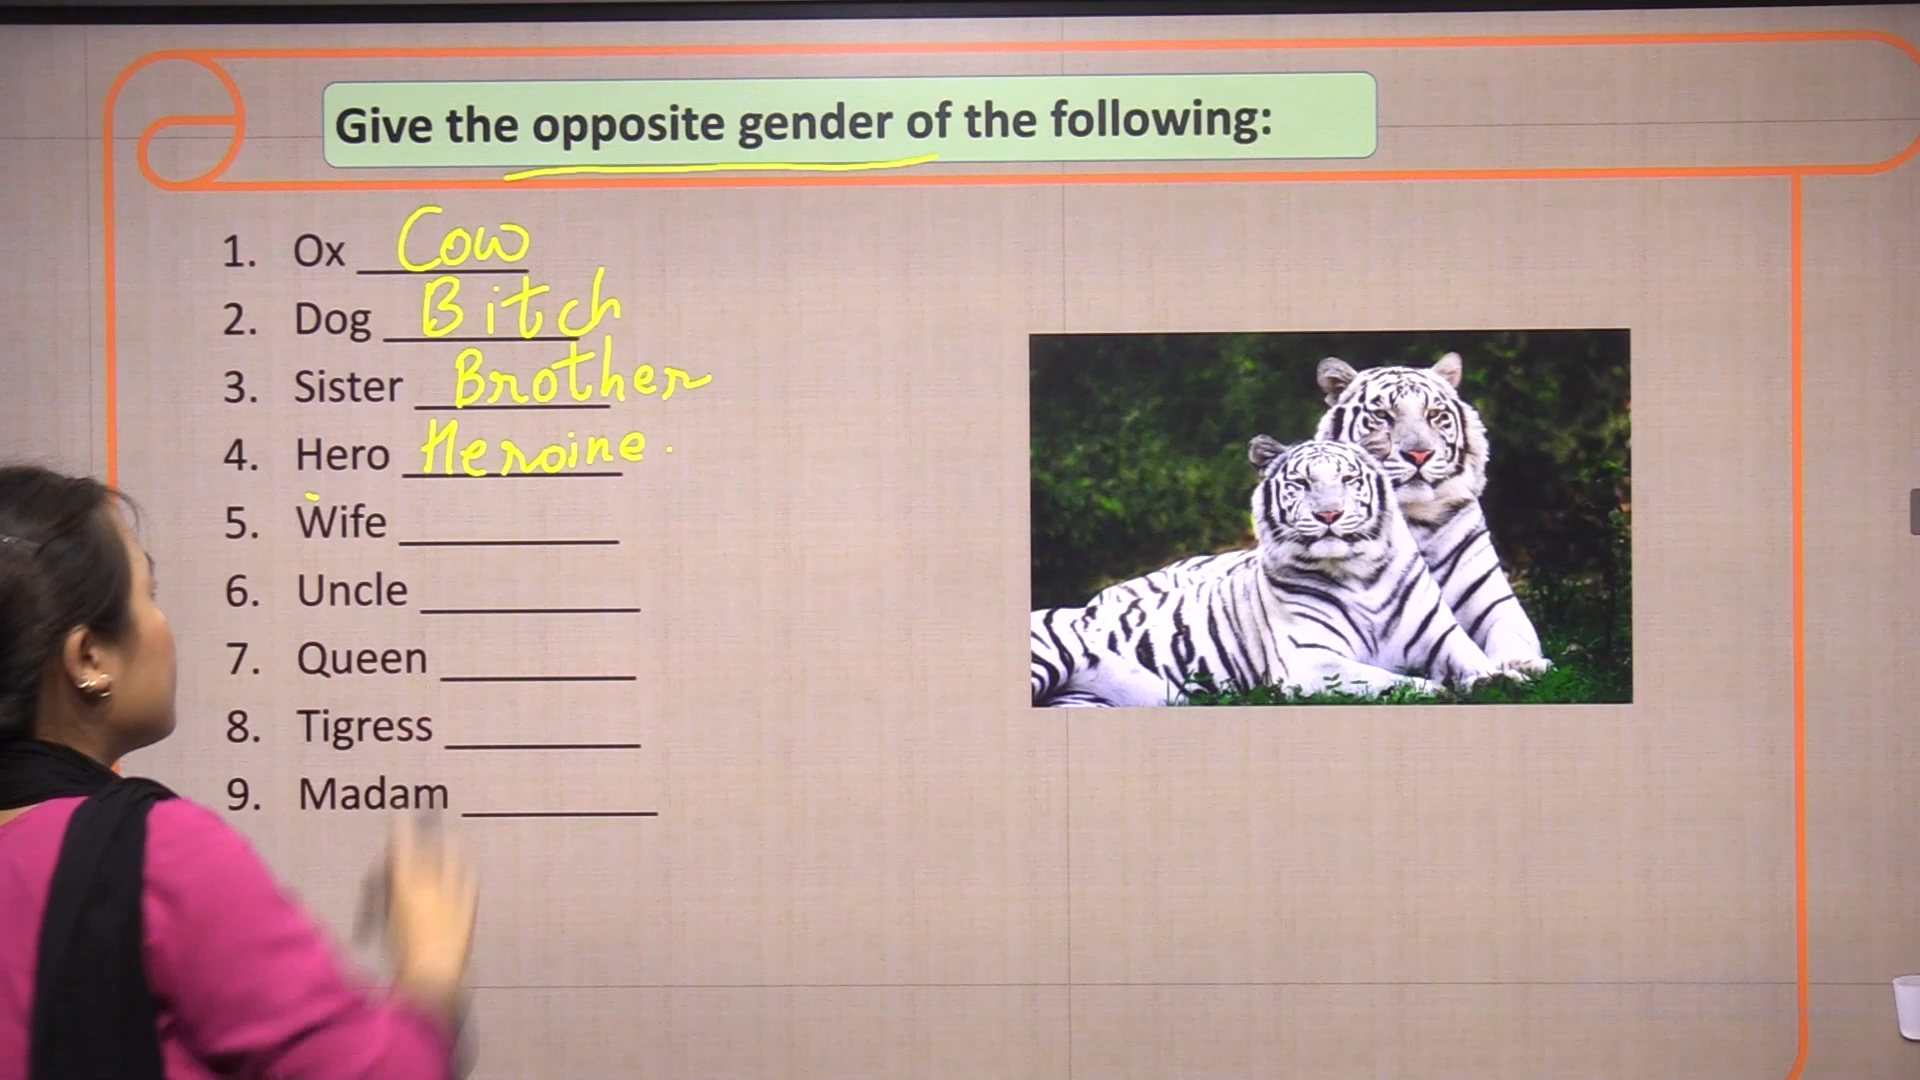 Give the opposite gender of the following:
1. Ox Cow
2. Dog Bitch
3. Sister Brother
4. Hero Heroine.
5. Wife
6. Uncle
7. Queen
8. Tigress
9. Madam